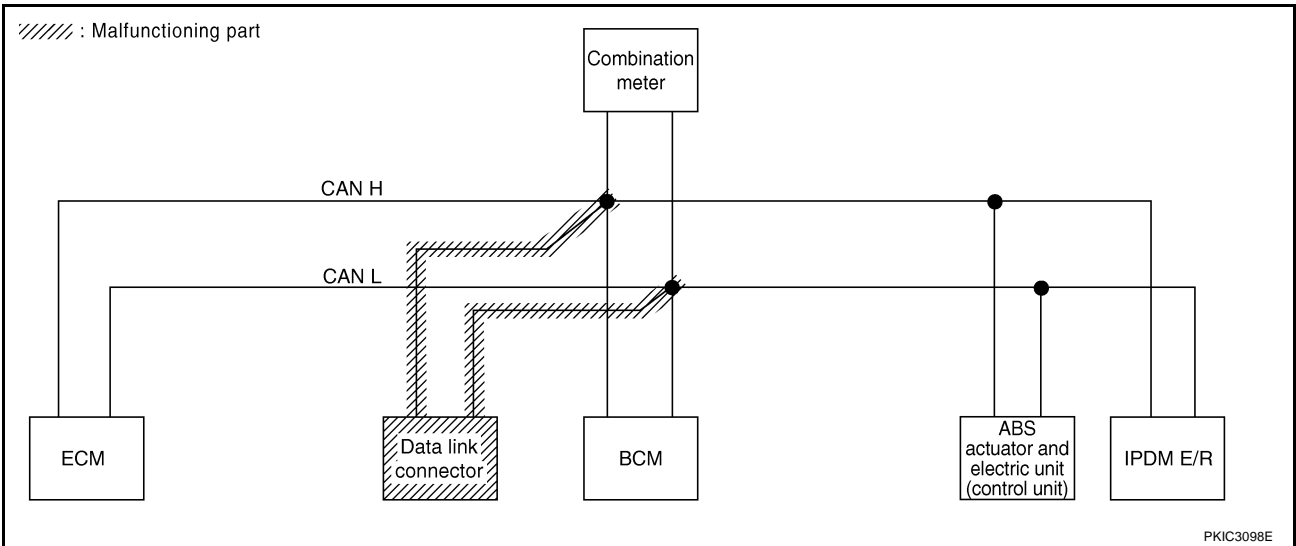 : Malfunctioning part
Combination
meter
CAN H
CAN L
ECM
Data link
connector
BCM
ABS
actuator and
electric unit
(control unit)
IPDM E/R
PKIC3098E